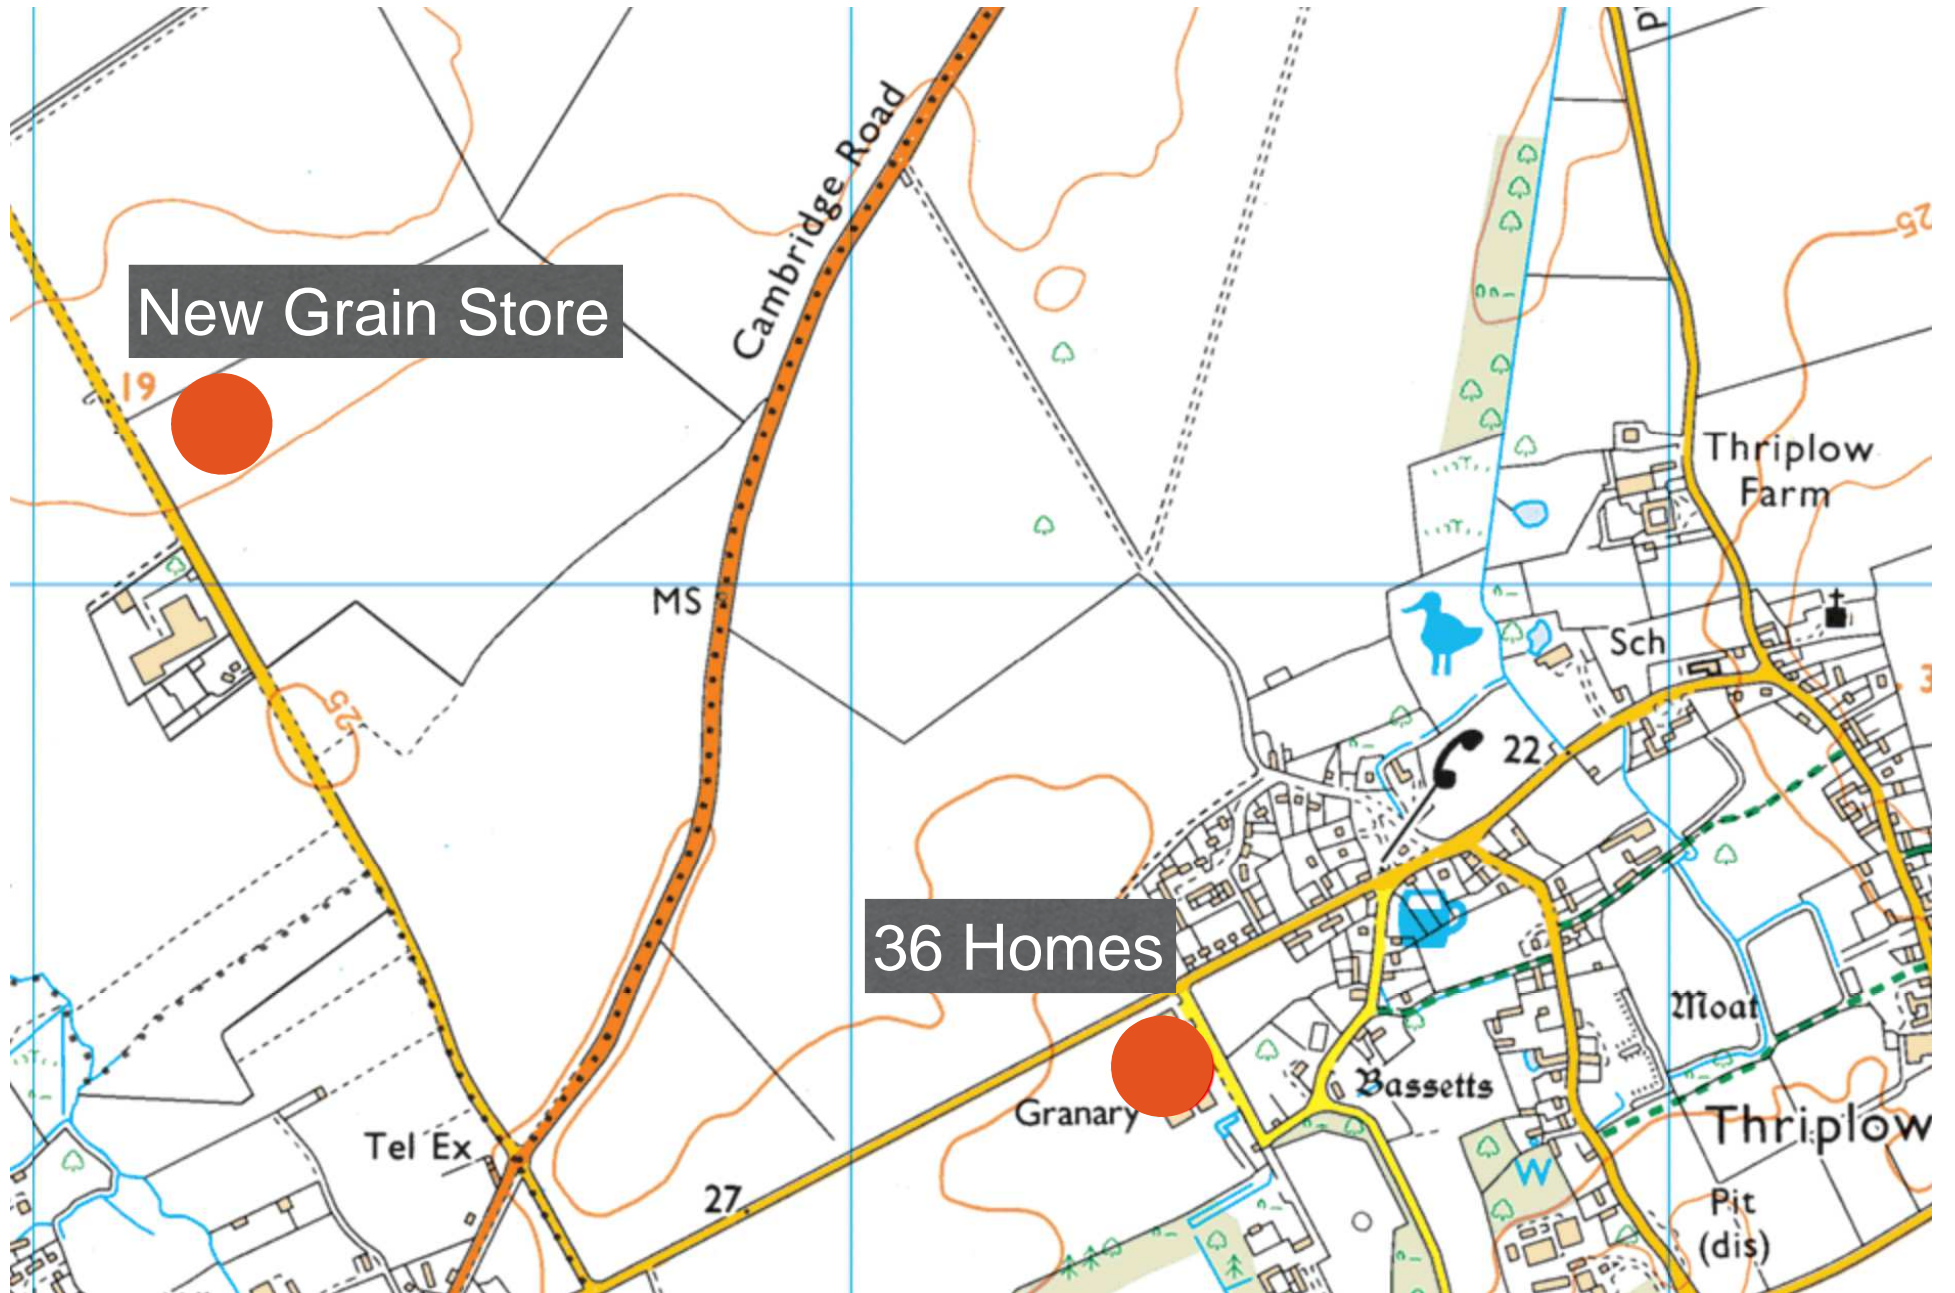 Cambridge Road
25
New Grain Store
19
Thriplow
Farm
MS
Sch
25
22
36 Homes
Moat
Bassetts
Granary
Thriplow
Tel Ex
W
27
Pit
(dis)